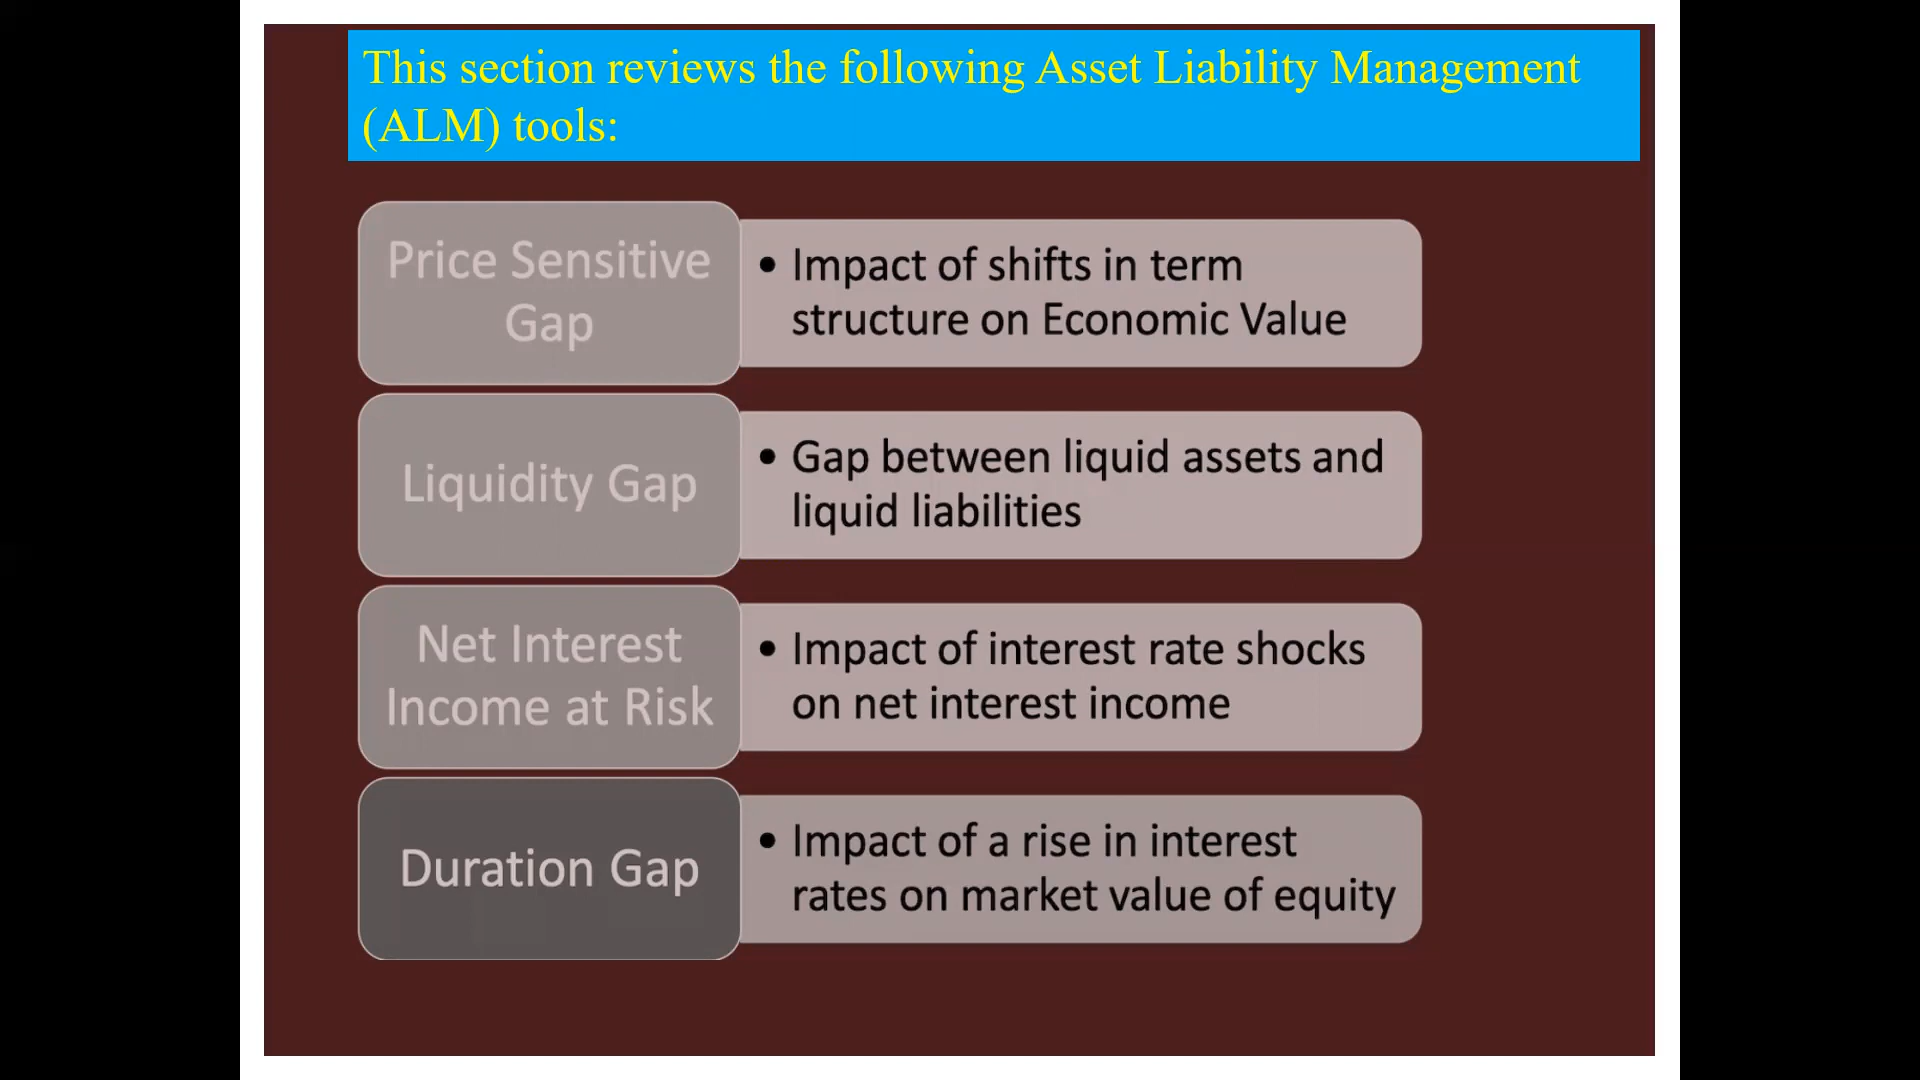 This section reviews the following Asset Liability Management
(ALM) tools:
Price Sensitive
Gap
• Impact of shifts in term
structure on Economic Value
Liquidity Gap
• Gap between liquid assets and
liquid liabilities
Net Interest
Income at Risk
• Impact of interest rate shocks
on net interest income
Duration Gap
• Impact of a rise in interest
rates on market value of equity